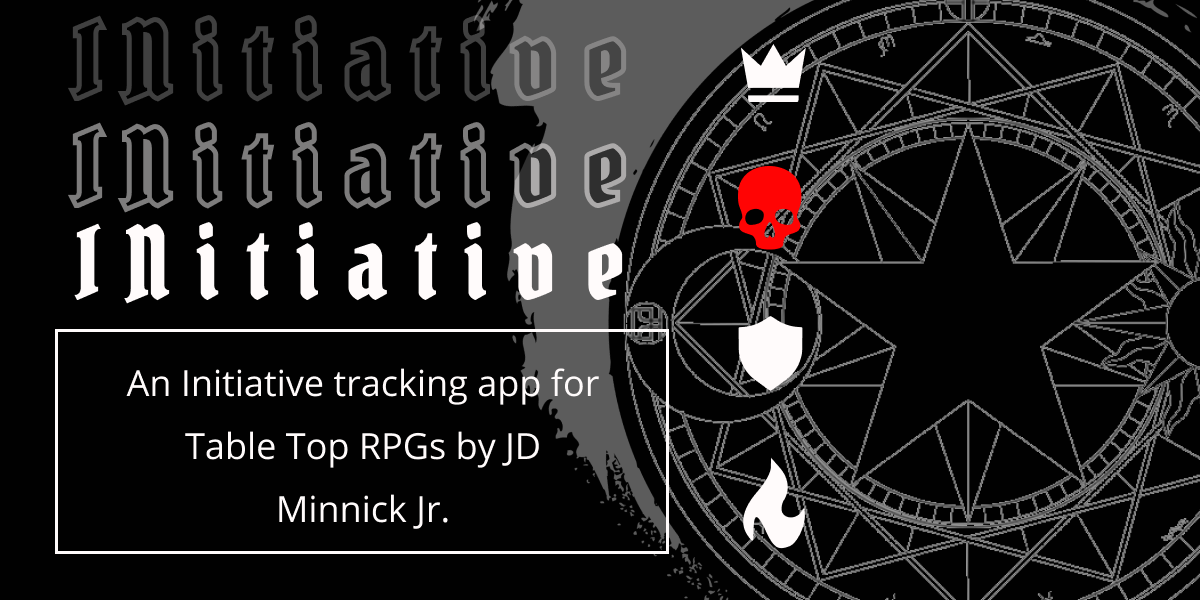 INitiative
INitiative
INitiative
An Initiative tracking app for
Table Top RPGs by JD
Minnick Jr.